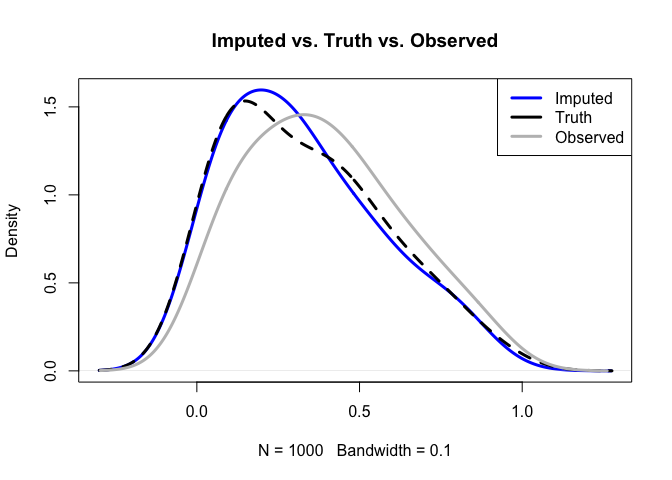 Imputed vs. Truth vs. Observed
Imputed
Truth
Observed
Density
1.5
1.0
0.5
0.0
0.0 0.5 1.0
N = 1000 Bandwidth = 0.1